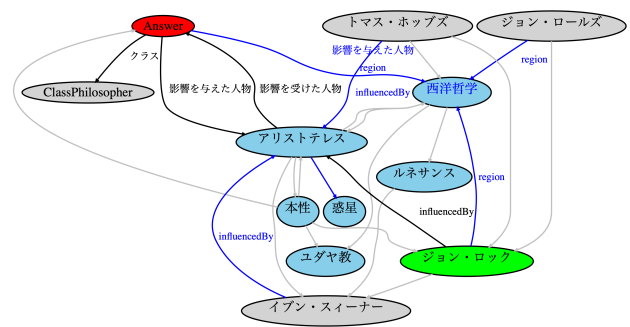 Answer
トマス・ホッブズ
ジョン・ロールズ
影響を与えた人物
クラス
region
region
ClassPhilosopher
影響を与えた人物
影響を受けた人物
influencedBy
西洋哲学
アリストテレス
ルネサンス
region
本性
惑星
influencedBy
influencedBy
ユダヤ教
ジョン・ロック
イブン・スィーナー